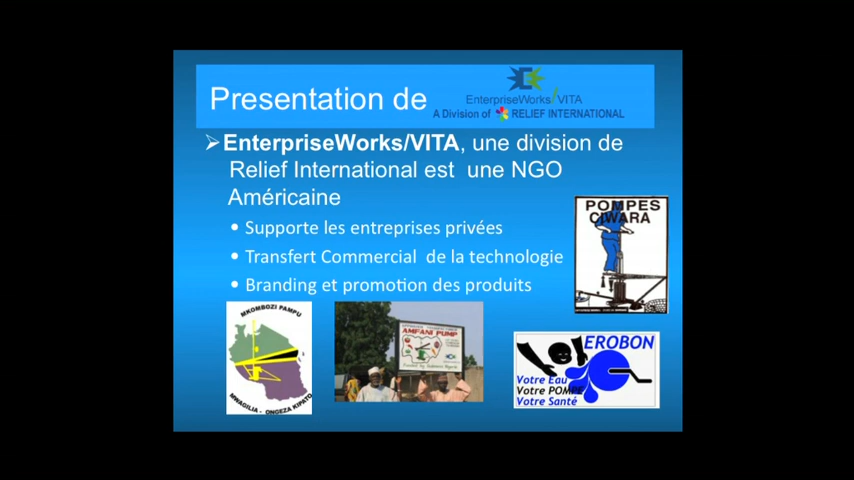 Presentation de
EnterpriseWorks/VITA
A Division of RELIEF INTERNATIONAL
EnterpriseWorks/VITA, une division de
Relief International est une NGO
Américaine
• Supporte les entreprises privées
• Transfert Commercial de la technologie
• Branding et promotion des produits
POMPES
CIWARA
MKOMBOZI PAMPU
MWAGILIA - ONGEZA KIPATO
AMFANI PUMP
EROBON
Votre Eau
Votre POMPE
Votre Santé